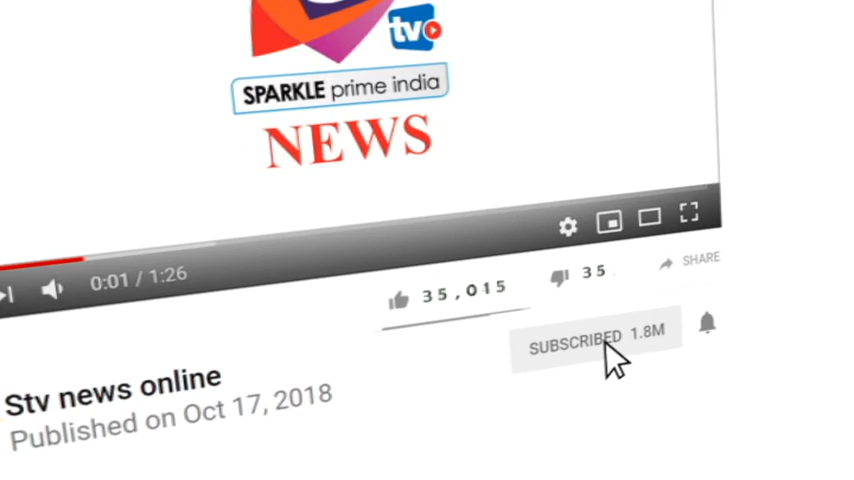 tv
SPARKLE prime india
NEWS
0:01 / 1:26
35,015
35
SHARE
SUBSCRIBED 1.8M
Stv news online
Published on Oct 17, 2018